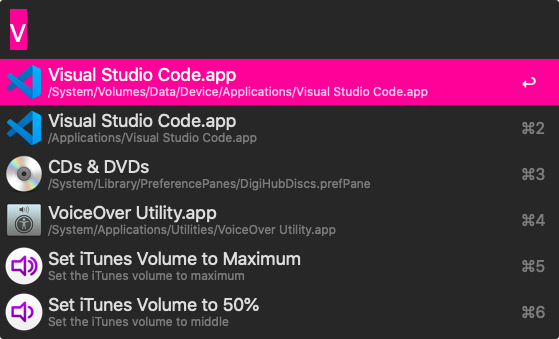 V
Visual Studio Code.app
/System/Volumes/Data/Device/Applications/Visual Studio Code.app
↩
Visual Studio Code.app
/Applications/Visual Studio Code.app
⌘2
CDs & DVDs
/System/Library/PreferencePanes/DigiHubDiscs.prefPane
⌘3
VoiceOver Utility.app
/System/Applications/Utilities/VoiceOver Utility.app
⌘4
Set iTunes Volume to Maximum
Set the iTunes volume to maximum
⌘5
Set iTunes Volume to 50%
Set the iTunes volume to middle
⌘6